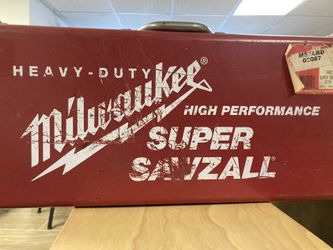 HEAVY-DUTY
Milwaukee®
HIGH PERFORMANCE
SUPER
SAWZALL®